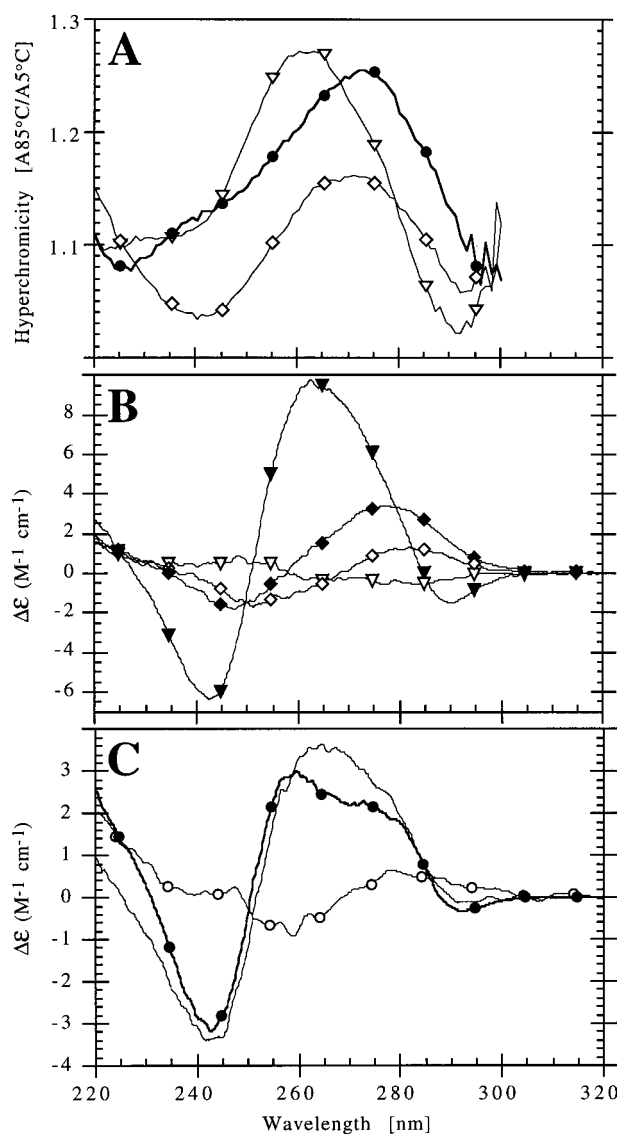 A
1.3
1.2
1.1
Hyperchromicity [A85°C/A5°C]
B
8
6
4
2
0
-2
-4
-6
Δε (M⁻¹ cm⁻¹)
C
3
2
1
0
-1
-2
-3
-4
Δε (M⁻¹ cm⁻¹)
220 240 260 280 300 320
Wavelength [nm]